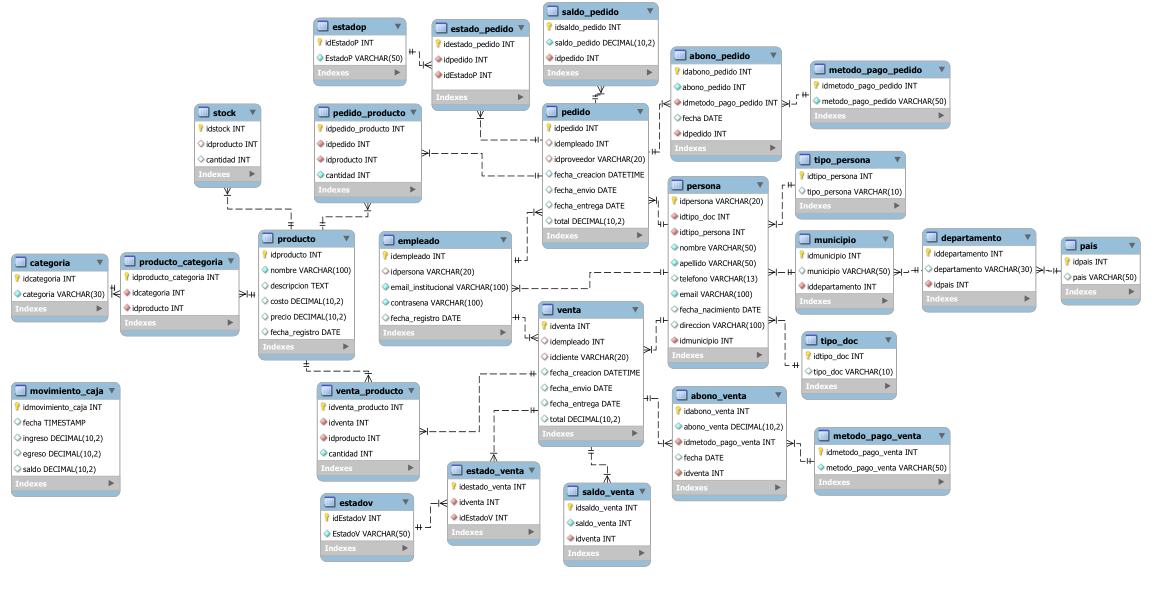 estadop
idEstadoP INT
EstadoP VARCHAR(50)
Indexes
estado_pedido
idestado_pedido INT
idpedido INT
idEstadoP INT
Indexes
saldo_pedido
idsaldo_pedido INT
saldo_pedido DECIMAL(10,2)
idpedido INT
Indexes
abono_pedido
idabono_pedido INT
abono_pedido INT
idmetodo_pago_pedido INT
fecha DATE
idpedido INT
Indexes
metodo_pago_pedido
idmetodo_pago_pedido INT
metodo_pago_pedido VARCHAR(50)
Indexes
stock
idstock INT
idproducto INT
cantidad INT
Indexes
pedido_producto
idpedido_producto INT
idpedido INT
idproducto INT
cantidad INT
Indexes
pedido
idpedido INT
idempleado INT
idproveedor VARCHAR(20)
fecha_creacion DATETIME
fecha_envio DATE
fecha_entrega DATE
total DECIMAL(10,2)
Indexes
persona
idpersona VARCHAR(20)
idtipo_doc INT
idtipo_persona INT
nombre VARCHAR(50)
apellido VARCHAR(50)
telefono VARCHAR(13)
email VARCHAR(100)
fecha_nacimiento DATE
direccion VARCHAR(100)
idmunicipio INT
Indexes
tipo_persona
idtipo_persona INT
tipo_persona VARCHAR(10)
Indexes
categoria
idcategoria INT
categoria VARCHAR(30)
Indexes
producto_categoria
idproducto_categoria INT
idcategoria INT
idproducto INT
Indexes
producto
idproducto INT
nombre VARCHAR(100)
descripcion TEXT
costo DECIMAL(10,2)
precio DECIMAL(10,2)
fecha_registro DATE
Indexes
empleado
idempleado INT
idpersona VARCHAR(20)
email_institucional VARCHAR(100)
contrasena VARCHAR(100)
fecha_registro DATE
Indexes
municipio
idmunicipio INT
municipio VARCHAR(50)
iddepartamento INT
Indexes
departamento
iddepartamento INT
departamento VARCHAR(30)
idpais INT
Indexes
pais
idpais INT
pais VARCHAR(50)
Indexes
venta
idventa INT
idempleado INT
idcliente VARCHAR(20)
fecha_creacion DATETIME
fecha_envio DATE
fecha_entrega DATE
total DECIMAL(10,2)
Indexes
tipo_doc
idtipo_doc INT
tipo_doc VARCHAR(10)
Indexes
movimiento_caja
idmovimiento_caja INT
fecha TIMESTAMP
ingreso DECIMAL(10,2)
egreso DECIMAL(10,2)
saldo DECIMAL(10,2)
Indexes
venta_producto
idventa_producto INT
idventa INT
idproducto INT
cantidad INT
Indexes
abono_venta
idabono_venta INT
abono_venta DECIMAL(10,2)
idmetodo_pago_venta INT
fecha DATE
idventa INT
Indexes
metodo_pago_venta
idmetodo_pago_venta INT
metodo_pago_venta VARCHAR(50)
Indexes
estado_venta
idestado_venta INT
idventa INT
idEstadoV INT
Indexes
estadov
idEstadoV INT
EstadoV VARCHAR(50)
Indexes
saldo_venta
idsaldo_venta INT
saldo_venta INT
idventa INT
Indexes